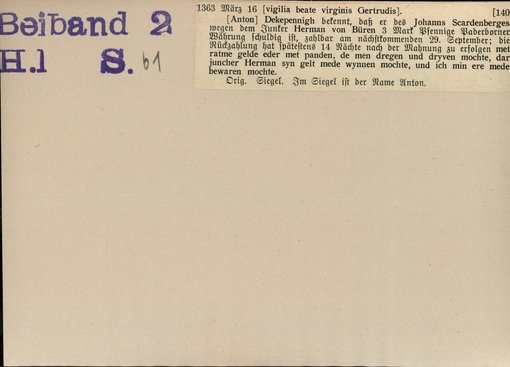 Beiband 2
H.1 S. 61
1363 März 16 [vigilia beate virginis Gertrudis]. [140
[Anton] Dekepennigh bekennt, daß er des Johanns Scardenberges
wegen dem Junker Herman von Büren 3 Mark Pfennige Paderborner
Währung schuldig ist, zahlbar am nächstkommenden 29. September; die
Rückzahlung hat spätestens 14 Nächte nach der Mahnung zu erfolgen met
ratme gelde eder met panden, de men dregen und dryven mochte, dar
juncher Herman syn gelt mede wynnen mochte, und ich min ere mede
bewaren mochte.
Orig. Siegel. Im Siegel ist der Name Anton.